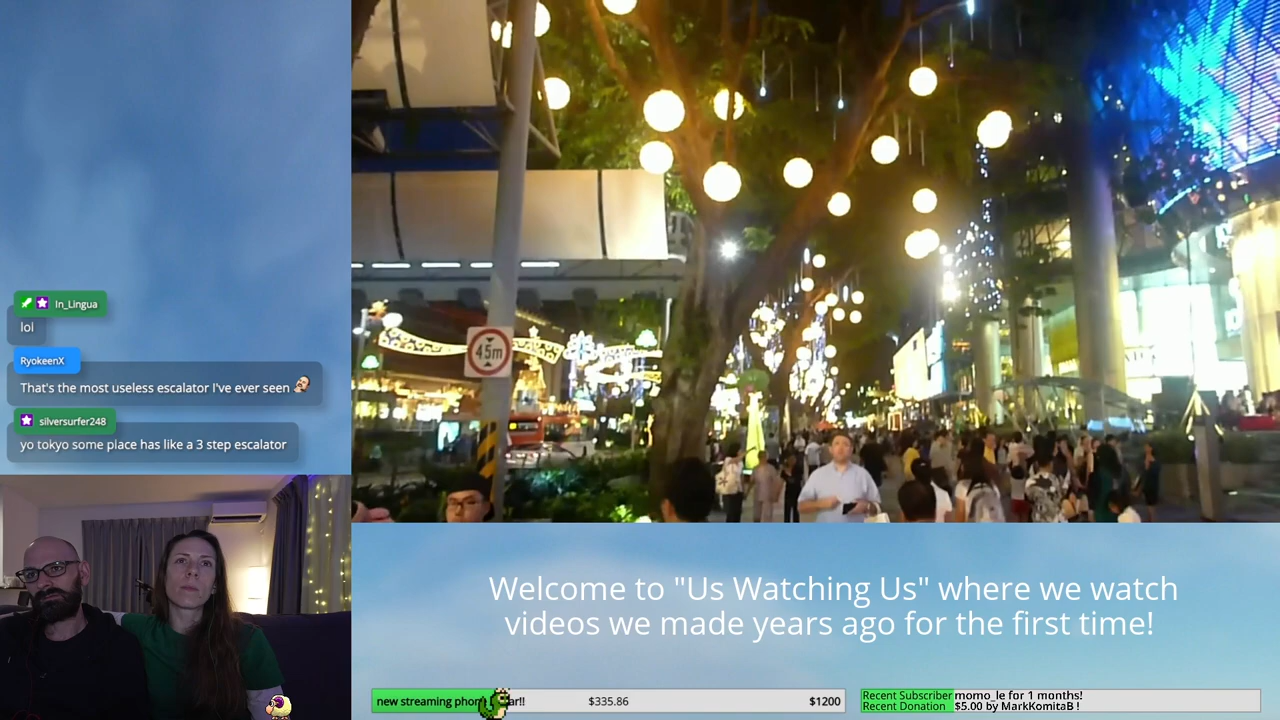 In_Lingua
lol
RyokeenX
That's the most useless escalator I've ever seen
silversurfer248
yo tokyo some place has like a 3 step escalator
4.5m
Welcome to "Us Watching Us" where we watch
videos we made years ago for the first time!
new streaming phon ar!! $335.86 $1200
Recent Subscriber momo_le for 1 months!
Recent Donation $5.00 by MarkKomitaB !